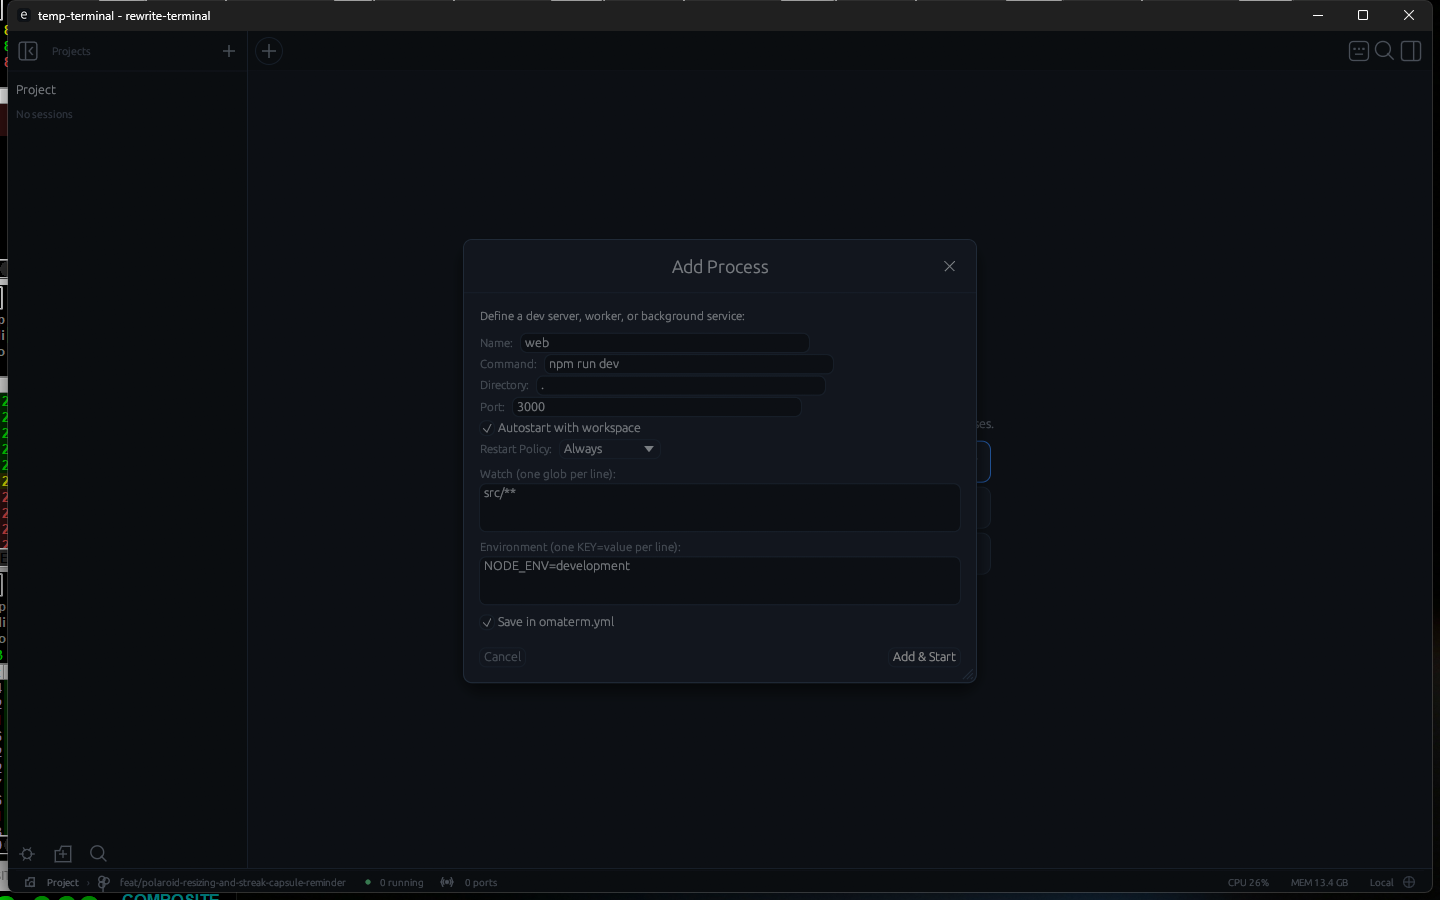 temp-terminal - rewrite-terminal
Projects
Project
No sessions
Add Process
Define a dev server, worker, or background service:
Name: web
Command: npm run dev
Directory: .
Port: 3000
Autostart with workspace
Restart Policy: Always
Watch (one glob per line):
src/**
Environment (one KEY=value per line):
NODE_ENV=development
Save in omaterm.yml
Cancel Add & Start
Project › feat/polaroid-resizing-and-streak-capsule-reminder 0 running 0 ports CPU 26% MEM 13.4 GB Local
COMPOSITE